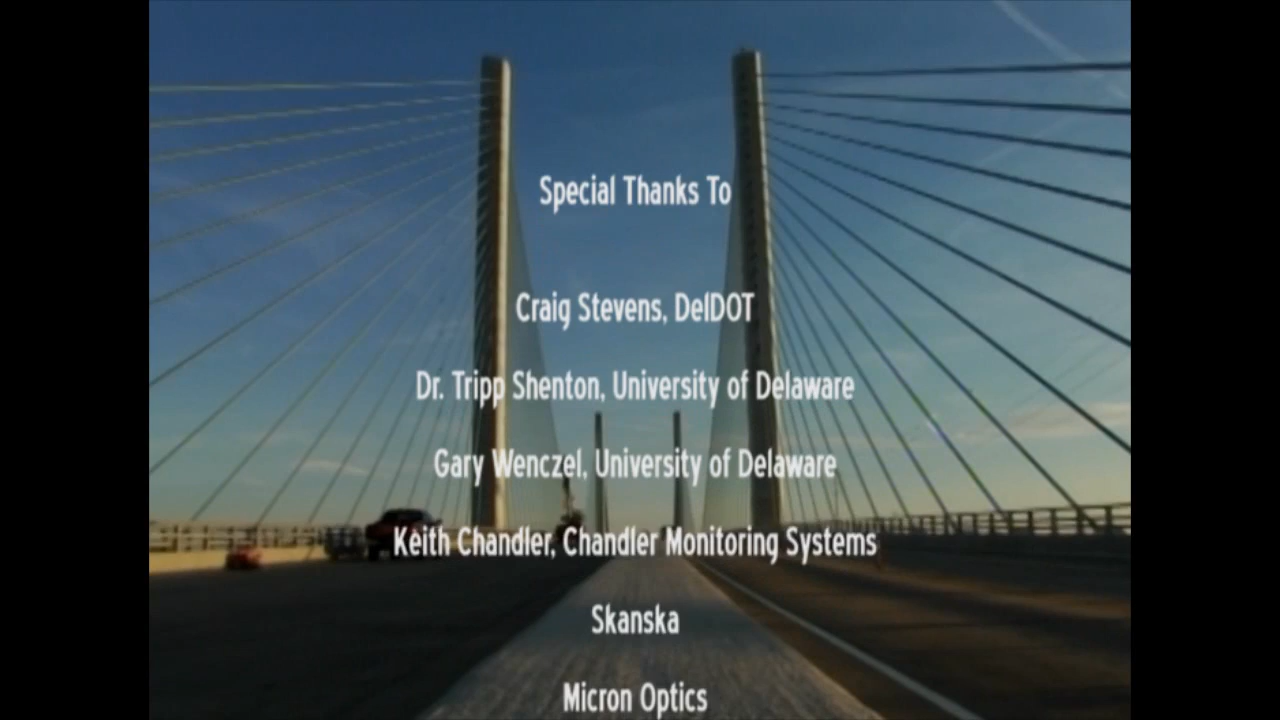 Special Thanks To
Craig Stevens, DelDOT
Dr. Tripp Shenton, University of Delaware
Gary Wenczel, University of Delaware
Keith Chandler, Chandler Monitoring Systems
Skanska
Micron Optics